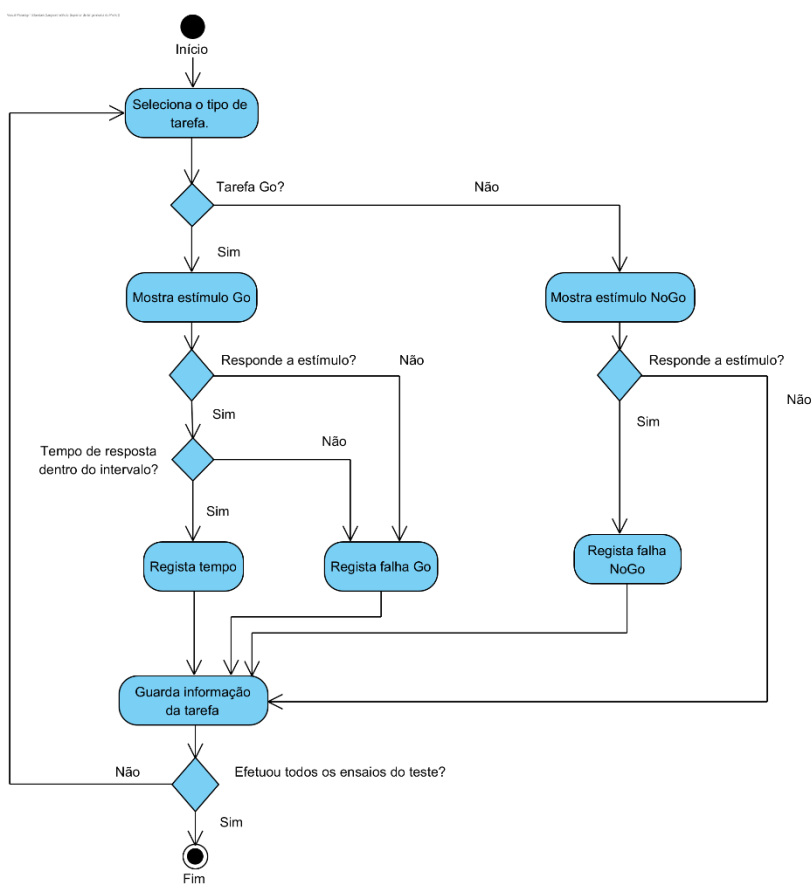 Início
Seleciona o tipo de
tarefa.
Tarefa Go?
Não
Sim
Mostra estímulo Go
Mostra estímulo NoGo
Responde a estímulo?
Não
Responde a estímulo?
Não
Sim
Sim
Tempo de resposta
dentro do intervalo?
Não
Sim
Regista tempo
Regista falha Go
Regista falha
NoGo
Guarda informação
da tarefa
Não
Efetuou todos os ensaios do teste?
Sim
Fim